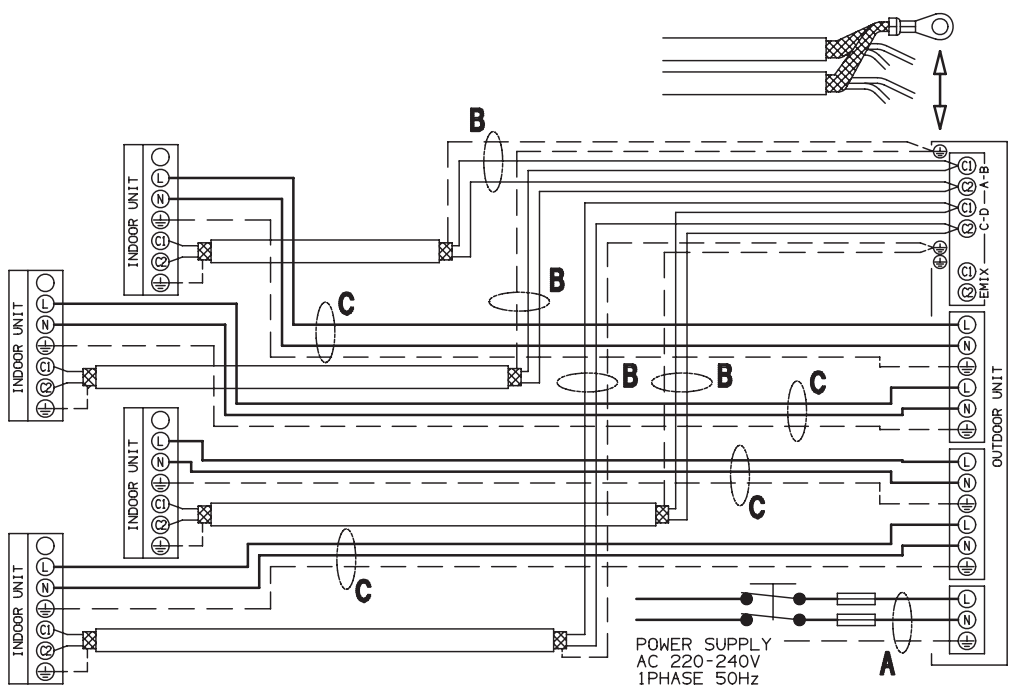 B
INDOOR UNIT
L
N
C1
C2
INDOOR UNIT
L
N
C1
C2
INDOOR UNIT
L
N
C1
C2
INDOOR UNIT
L
N
C1
C2
B
C
B
B
C
C
C
C1
C2
A-B
C1
C2
C-D
C1
C2
EMIX
L
N
L
N
OUTDOOR UNIT
L
N
L
N
L
N
A
POWER SUPPLY
AC 220-240V
1PHASE 50Hz